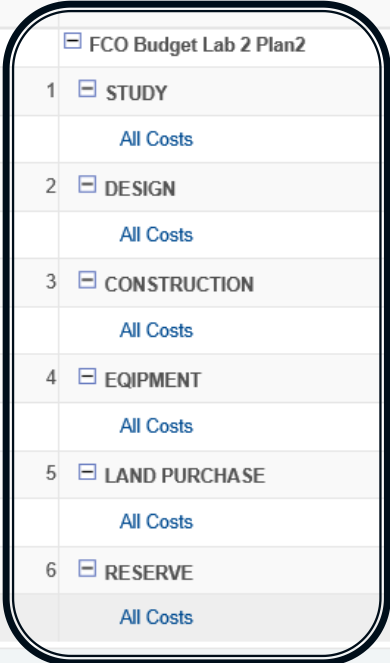 FCO Budget Lab 2 Plan2
1 STUDY
All Costs
2 DESIGN
All Costs
3 CONSTRUCTION
All Costs
4 EQIPMENT
All Costs
5 LAND PURCHASE
All Costs
6 RESERVE
All Costs